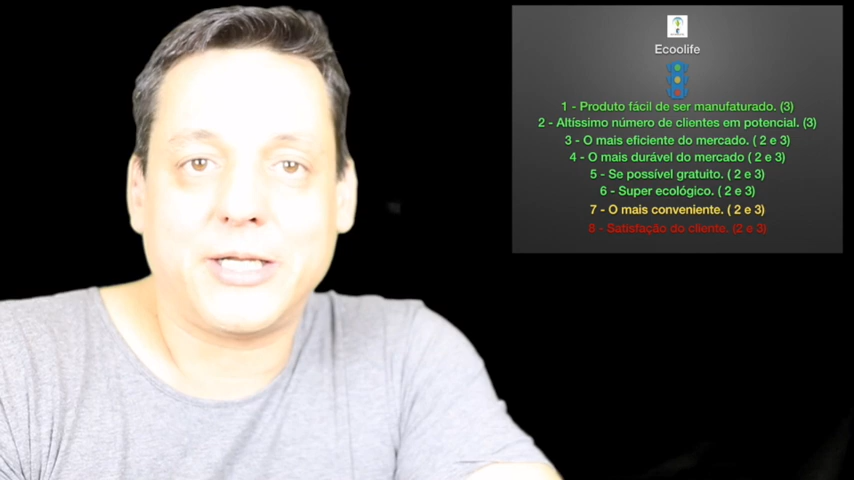 Ecoolife
1 - Produto fácil de ser manufaturado. (3)
2 - Altíssimo número de clientes em potencial. (3)
3 - O mais eficiente do mercado. ( 2 e 3)
4 - O mais durável do mercado ( 2 e 3)
5 - Se possível gratuito. ( 2 e 3)
6 - Super ecológico. ( 2 e 3)
7 - O mais conveniente. ( 2 e 3)
8 - Satisfação do cliente. (2 e 3)